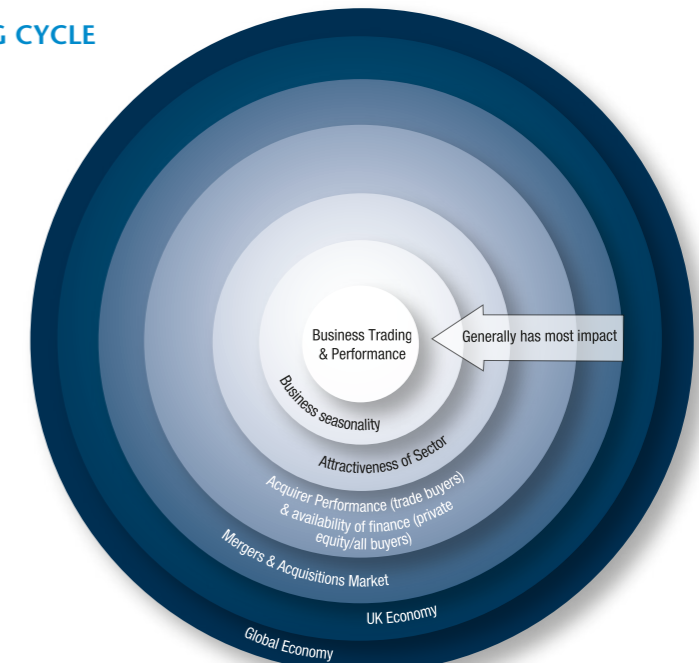 G CYCLE
Business Trading
& Performance
Generally has most impact
Business seasonality
Attractiveness of Sector
Acquirer Performance (trade buyers)
& availability of finance (private
equity/all buyers)
Mergers & Acquisitions Market
UK Economy
Global Economy